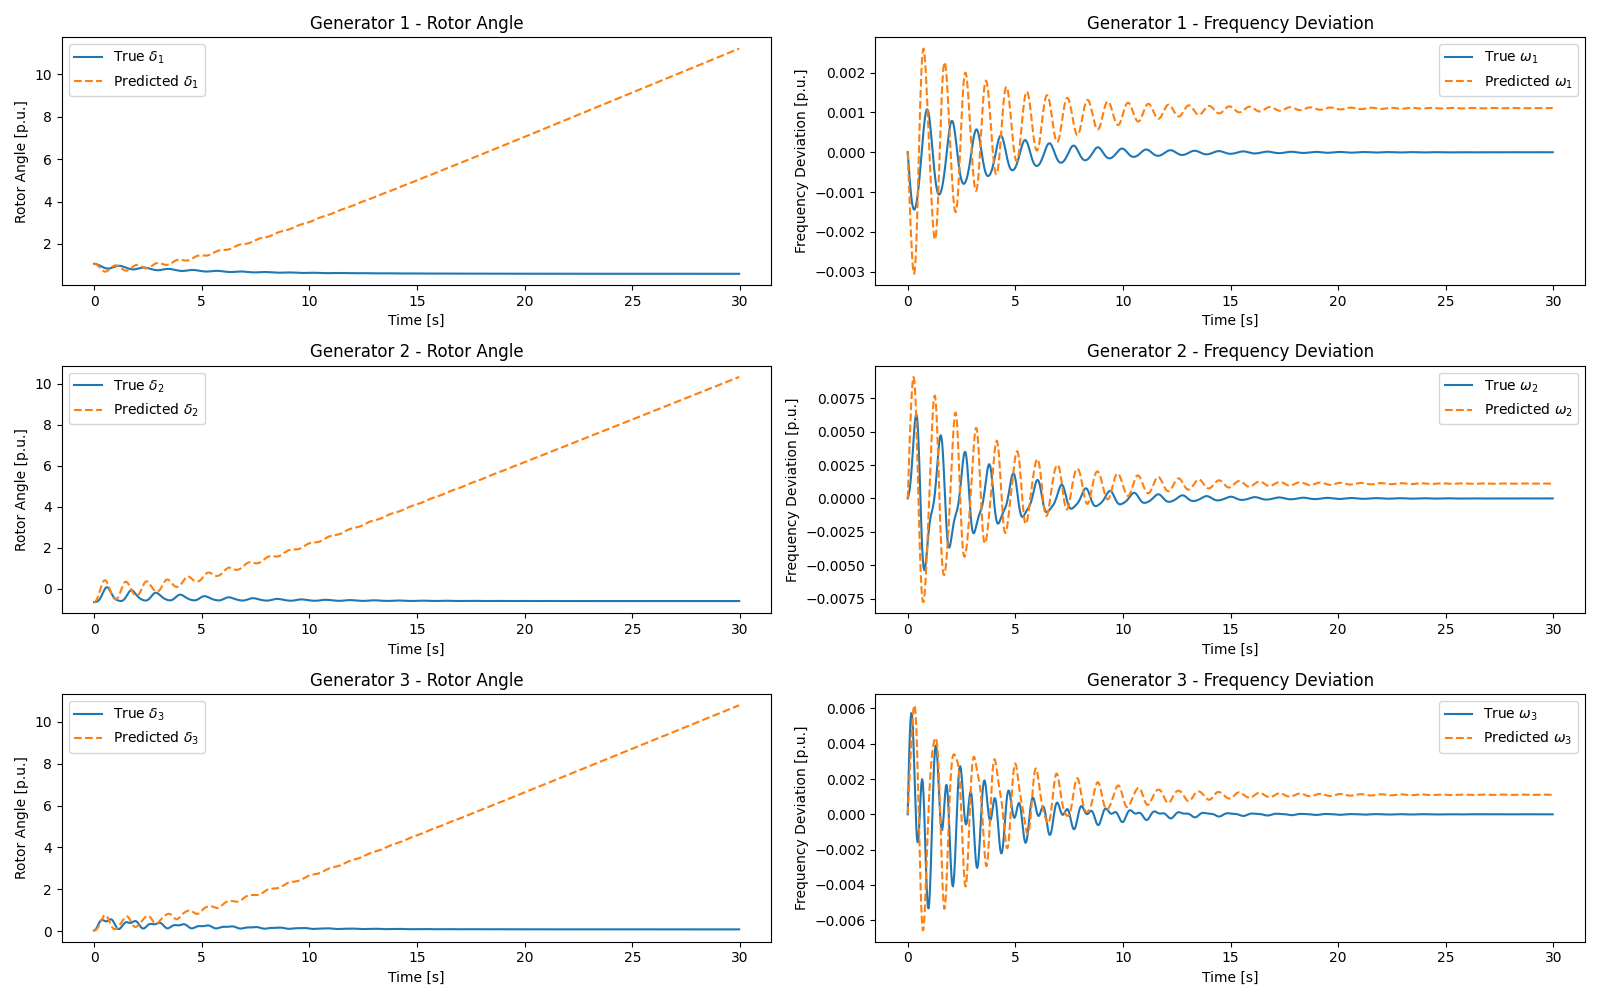 Generator 1 - Rotor Angle
True δ1
Predicted δ1
Rotor Angle [p.u.]
10
8
6
4
2
0 5 10 15 20 25 30
Time [s]
Generator 1 - Frequency Deviation
True ω1
Predicted ω1
Frequency Deviation [p.u.]
0.002
0.001
0.000
−0.001
−0.002
−0.003
0 5 10 15 20 25 30
Time [s]
Generator 2 - Rotor Angle
True δ2
Predicted δ2
Rotor Angle [p.u.]
10
8
6
4
2
0
0 5 10 15 20 25 30
Time [s]
Generator 2 - Frequency Deviation
True ω2
Predicted ω2
Frequency Deviation [p.u.]
0.0075
0.0050
0.0025
0.0000
−0.0025
−0.0050
−0.0075
0 5 10 15 20 25 30
Time [s]
Generator 3 - Rotor Angle
True δ3
Predicted δ3
Rotor Angle [p.u.]
10
8
6
4
2
0
0 5 10 15 20 25 30
Time [s]
Generator 3 - Frequency Deviation
True ω3
Predicted ω3
Frequency Deviation [p.u.]
0.006
0.004
0.002
0.000
−0.002
−0.004
−0.006
0 5 10 15 20 25 30
Time [s]